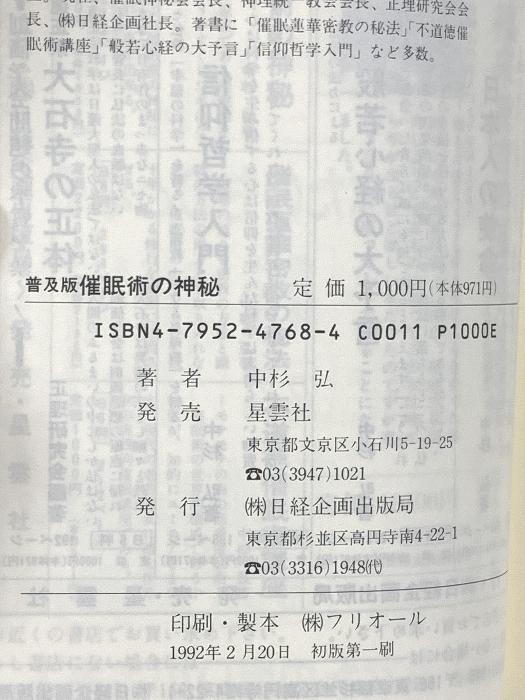 長、㈱日経企画社長。著書に「催眠蓮華密教の秘法」「不道徳催
眠術講座」「般若心経の大予言」「信仰哲学入門」など多数。
普及版 催眠術の神秘 定価 1,000円(本体971円)
ISBN4-7952-4768-4 C0011 P1000E
著者 中杉 弘
発売 星雲社
東京都文京区小石川5-19-25
☎03(3947)1021
発行 ㈱日経企画出版局
東京都杉並区高円寺南4-22-1
☎03(3316)1948㈹
印刷・製本 ㈱フリオール
1992年2月20日 初版第一刷